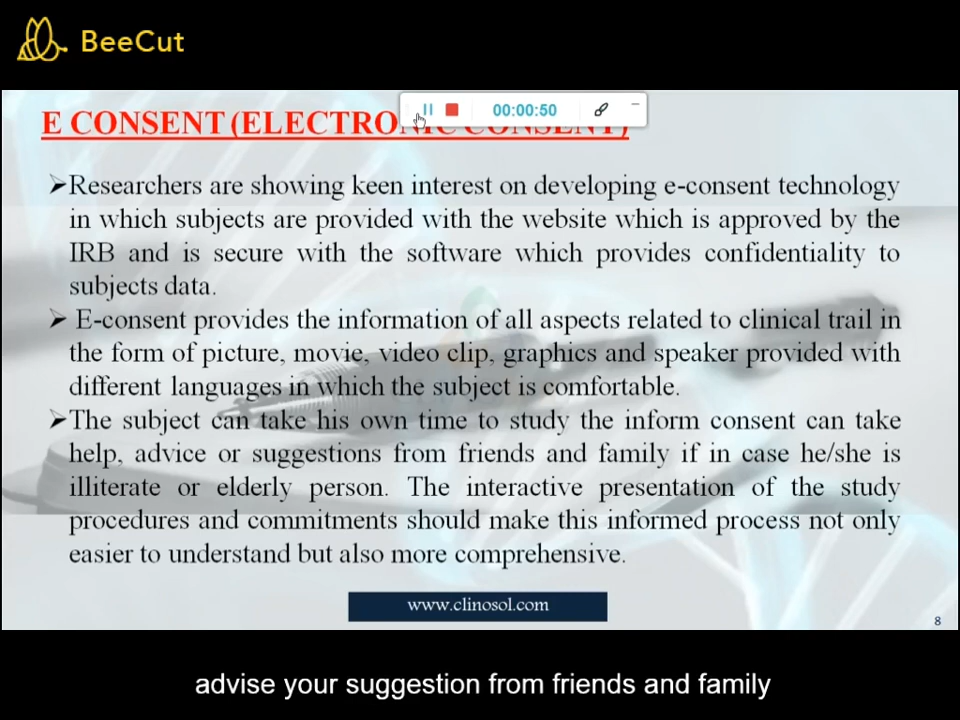 BeeCut
00:00:50
E CONSENT (ELECTRONIC CONSENT)
➢Researchers are showing keen interest on developing e-consent technology
in which subjects are provided with the website which is approved by the
IRB and is secure with the software which provides confidentiality to
subjects data.
➢ E-consent provides the information of all aspects related to clinical trail in
the form of picture, movie, video clip, graphics and speaker provided with
different languages in which the subject is comfortable.
➢The subject can take his own time to study the inform consent can take
help, advice or suggestions from friends and family if in case he/she is
illiterate or elderly person. The interactive presentation of the study
procedures and commitments should make this informed process not only
easier to understand but also more comprehensive.
www.clinosol.com
8
advise your suggestion from friends and family